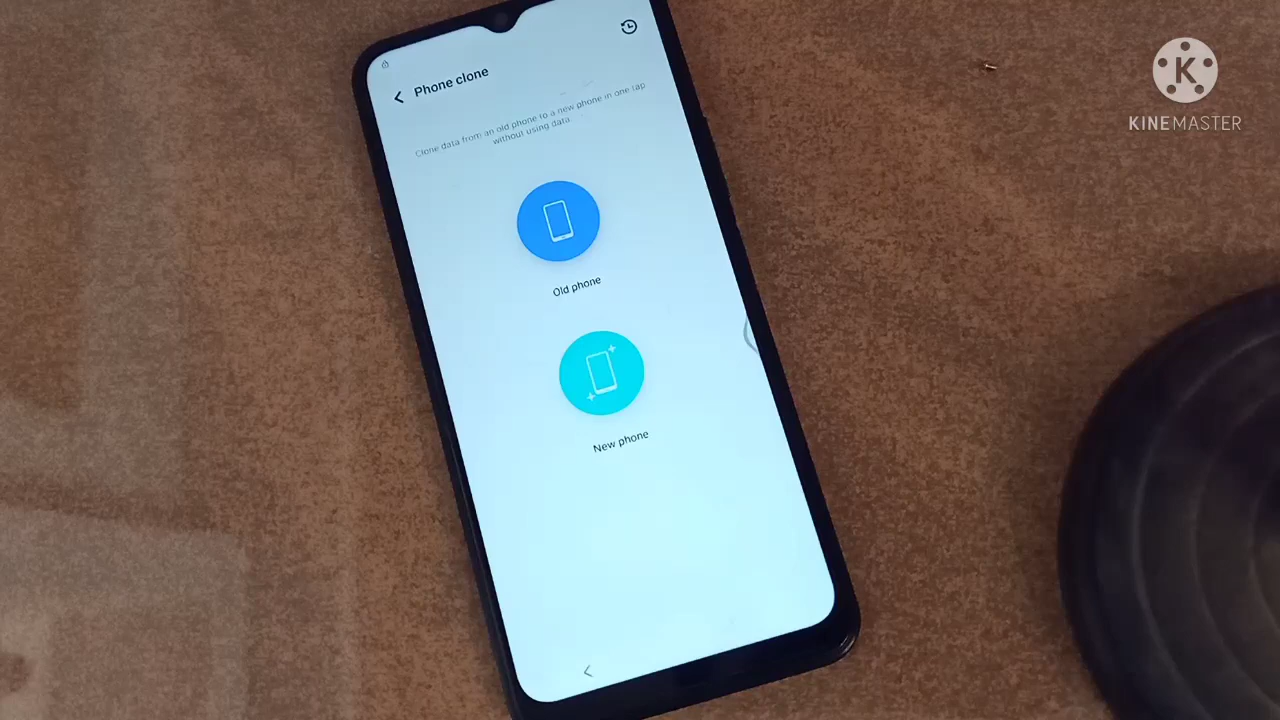 Phone clone
Clone data from an old phone to a new phone in one tap
without using data.
Old phone
New phone
K
KINEMASTER